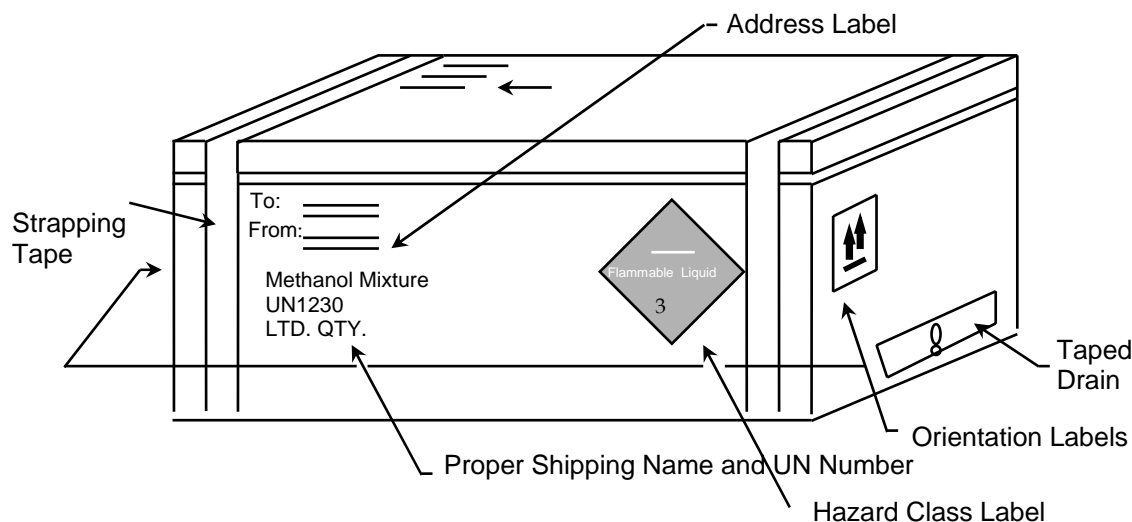 Address Label
To:
From:
Strapping
Tape
Methanol Mixture
UN1230
LTD. QTY.
Flammable Liquid
3
Taped
Drain
Orientation Labels
Proper Shipping Name and UN Number
Hazard Class Label